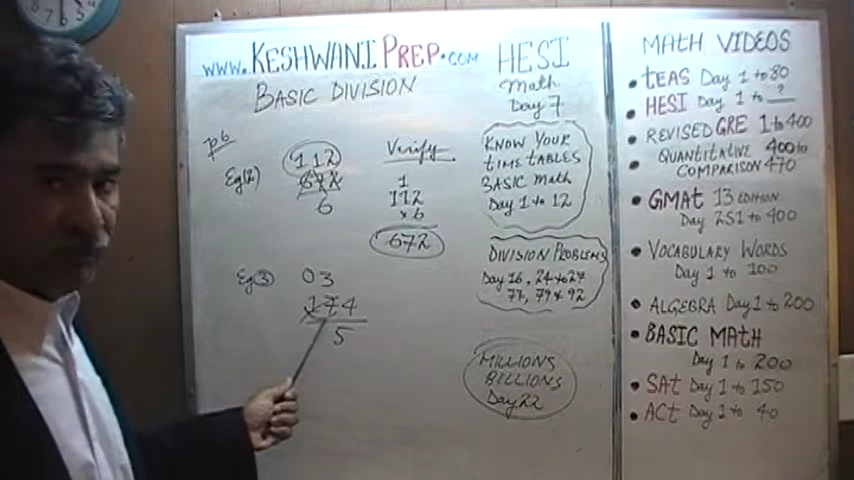 www.KESHWANIPREP.COM
BASIC DIVISION
P6
Eg(2)
112
672
6
Verify
1
112
×6
672
Eg(3)
03
174
5
HESI
Math
Day 7
KNOW YOUR
TIME TABLES
BASIC Math
Day 1 to 12
DIVISION PROBLEMS
Day 16, 24 to 27
77, 79 & 92
MILLIONS
BILLIONS
Day 22
MATH VIDEOS
• TEAS Day 1 to 80
• HESI Day 1 to ?
• REVISED GRE 1 to 400
• QUANTITATIVE 400 to
COMPARISON 470
• GMAT 13 EDITION
Day 251 to 400
• VOCABULARY WORDS
Day 1 to 100
• ALGEBRA Day 1 to 200
• BASIC MATH
Day 1 to 200
• SAT Day 1 to 150
• ACT Day 1 to 40